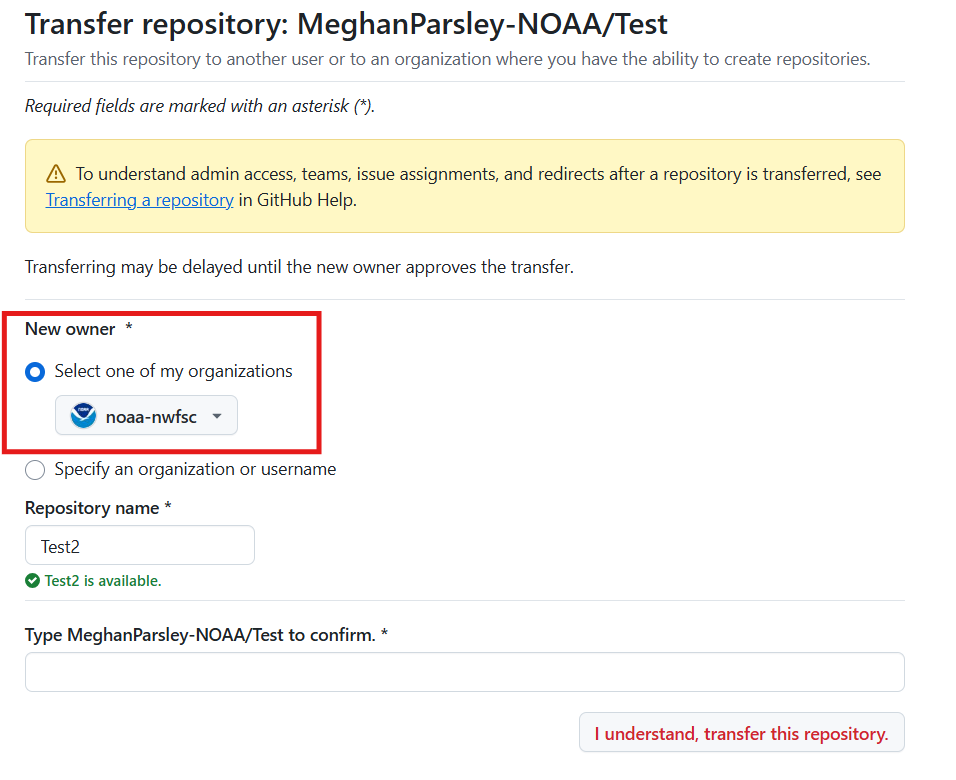 Transfer repository: MeghanParsley-NOAA/Test
Transfer this repository to another user or to an organization where you have the ability to create repositories.
Required fields are marked with an asterisk (*).
To understand admin access, teams, issue assignments, and redirects after a repository is transferred, see
Transferring a repository in GitHub Help.
Transferring may be delayed until the new owner approves the transfer.
New owner *
Select one of my organizations
noaa-nwfsc
Specify an organization or username
Repository name *
Test2
Test2 is available.
Type MeghanParsley-NOAA/Test to confirm. *
I understand, transfer this repository.